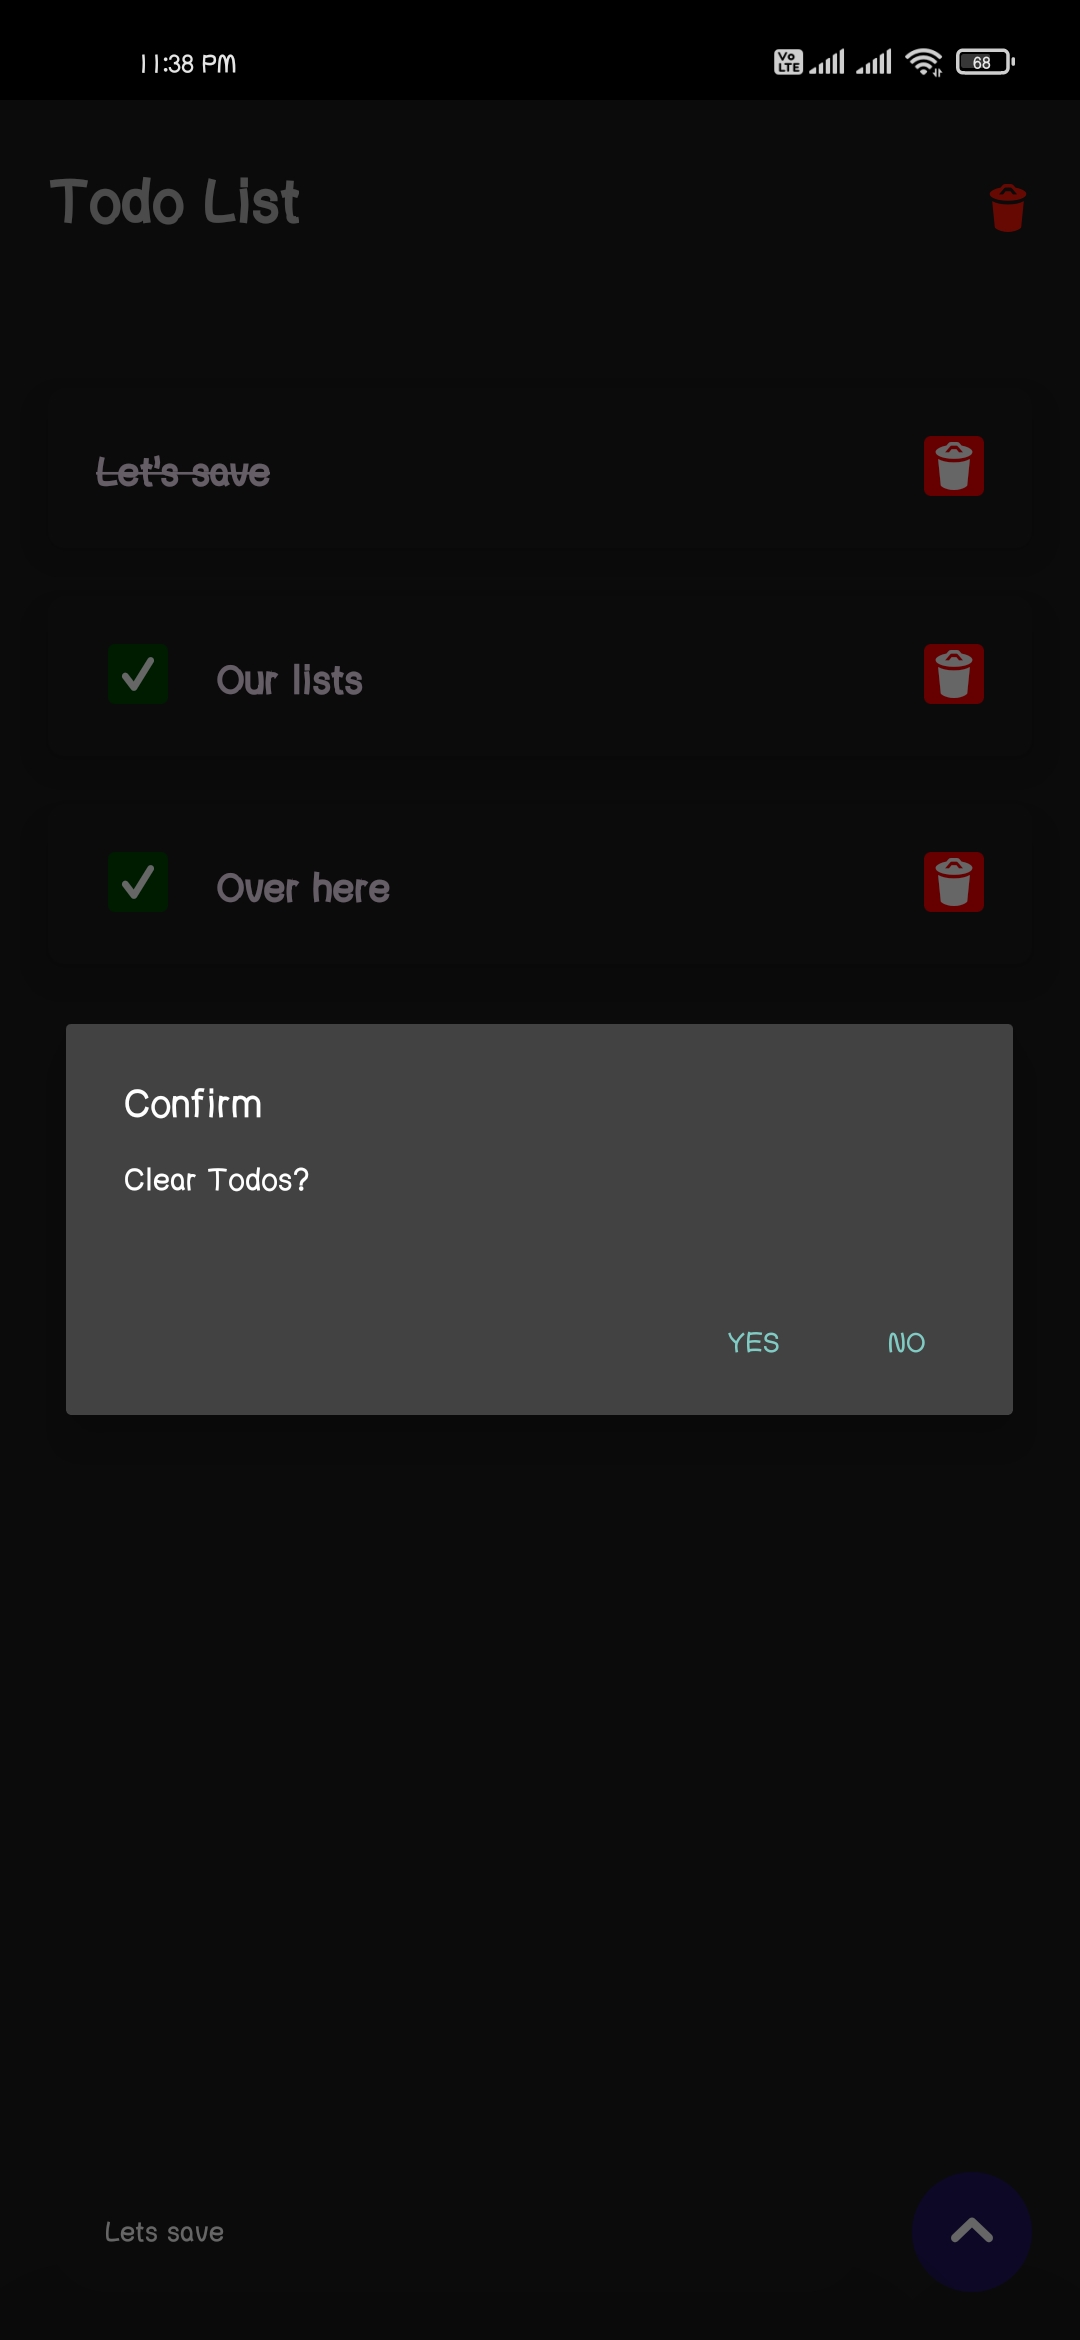 11:38 PM
Vo LTE
68
Todo List
Let's save
Our lists
Over here
Confirm
Clear Todos?
YES NO
Lets save